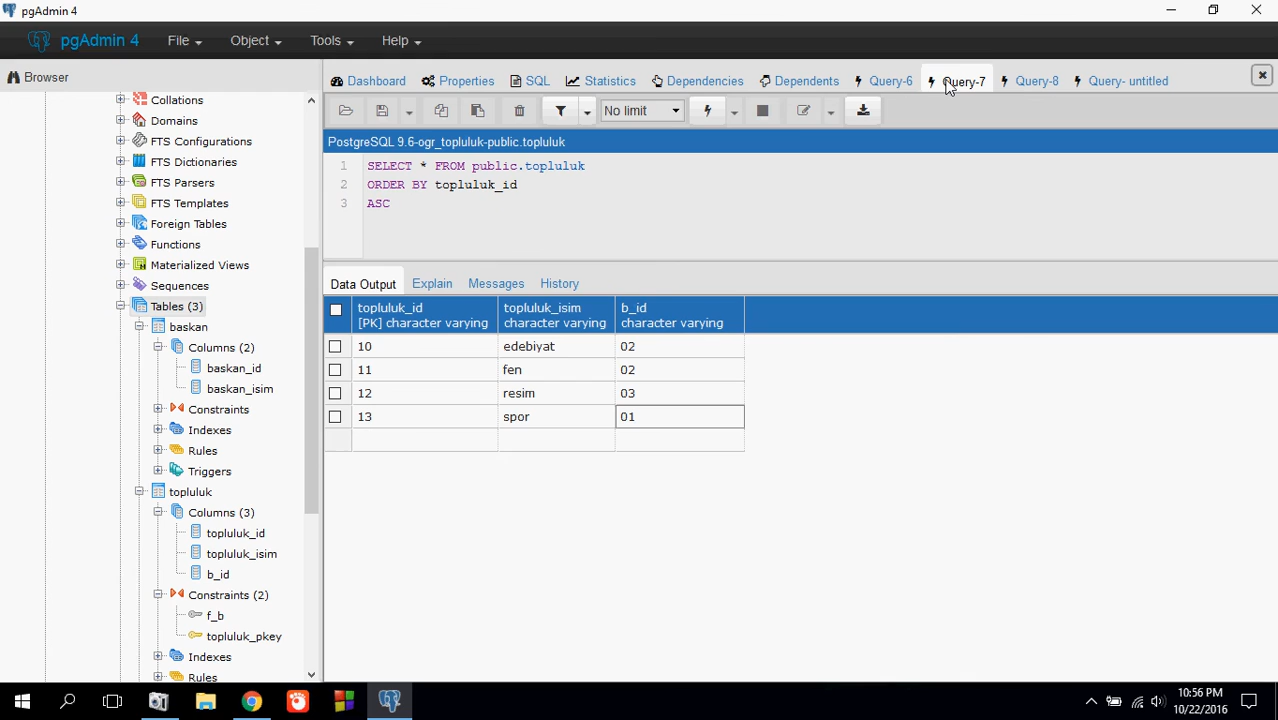 pgAdmin 4
pgAdmin 4 File Object Tools Help
Browser
Dashboard Properties SQL Statistics Dependencies Dependents Query-6 Query-7 Query-8 Query- untitled
No limit
PostgreSQL 9.6-ogr_topluluk-public.topluluk
1 SELECT * FROM public.topluluk
2 ORDER BY topluluk_id
3 ASC
Collations
Domains
FTS Configurations
FTS Dictionaries
FTS Parsers
FTS Templates
Foreign Tables
Functions
Materialized Views
Sequences
Tables (3)
baskan
Columns (2)
baskan_id
baskan_isim
Constraints
Indexes
Rules
Triggers
topluluk
Columns (3)
topluluk_id
topluluk_isim
b_id
Constraints (2)
f_b
topluluk_pkey
Indexes
Rules
Data Output Explain Messages History
topluluk_id topluluk_isim b_id
[PK] character varying character varying character varying
10 edebiyat 02
11 fen 02
12 resim 03
13 spor 01
10:56 PM
10/22/2016